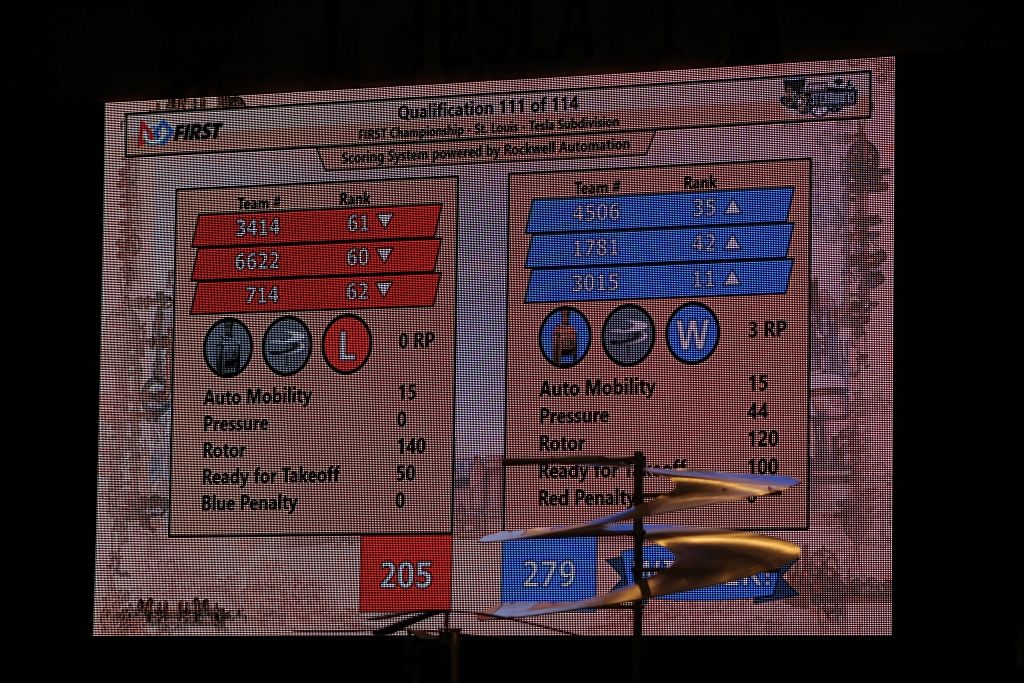 Qualification 111 of 114
FIRST
FIRST Championship - St. Louis - Tesla Subdivision
Scoring System powered by Rockwell Automation
Team # Rank
3414 61
6622 60
714 62
L 0 RP
Auto Mobility 15
Pressure 0
Rotor 140
Ready for Takeoff 50
Blue Penalty 0
205
Team # Rank
4506 35
1781 42
3015 11
W 3 RP
Auto Mobility 15
Pressure 44
Rotor 120
Ready for Takeoff 100
Red Penalty
279